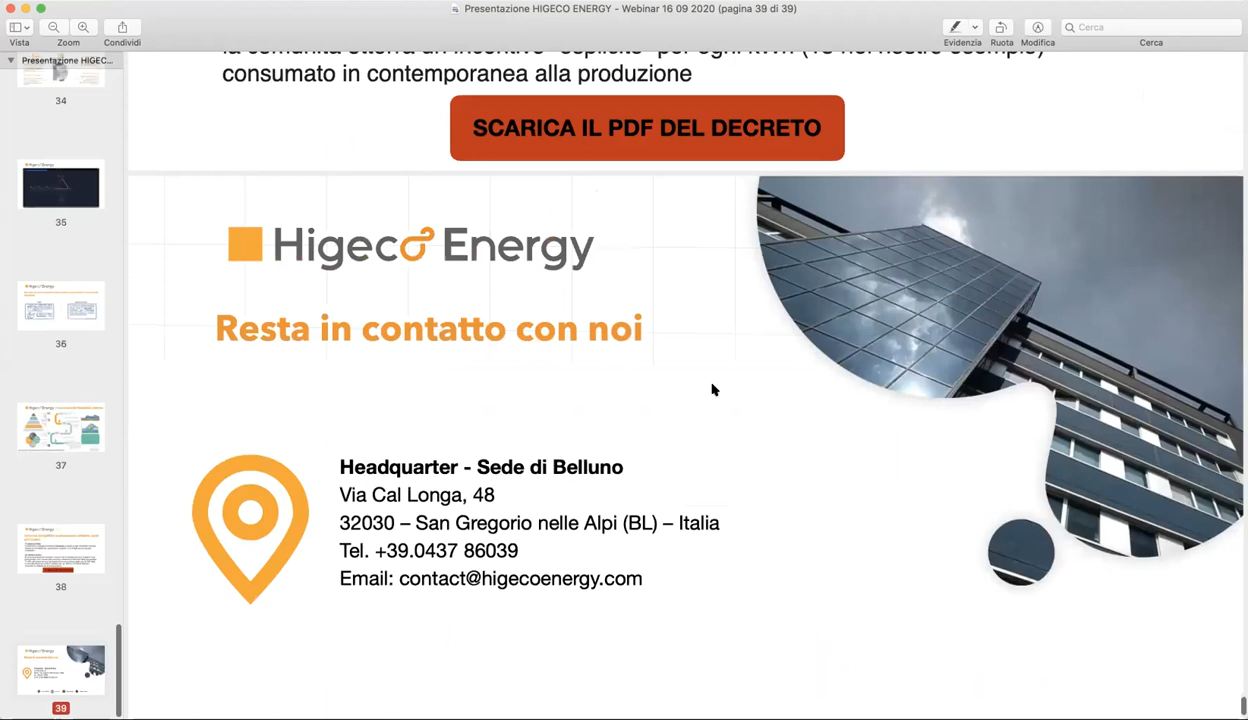 Presentazione HIGECO ENERGY - Webinar 16 09 2020 (pagina 39 di 39)
Vista
Zoom
Condividi
Evidenzia
Ruota
Modifica
Cerca
Cerca
Presentazione HIGEC...
34
35
36
37
38
39
consumato in contemporanea alla produzione
SCARICA IL PDF DEL DECRETO
Higeco Energy
Resta in contatto con noi
Headquarter - Sede di Belluno
Via Cal Longa, 48
32030 – San Gregorio nelle Alpi (BL) – Italia
Tel. +39.0437 86039
Email: contact@higecoenergy.com